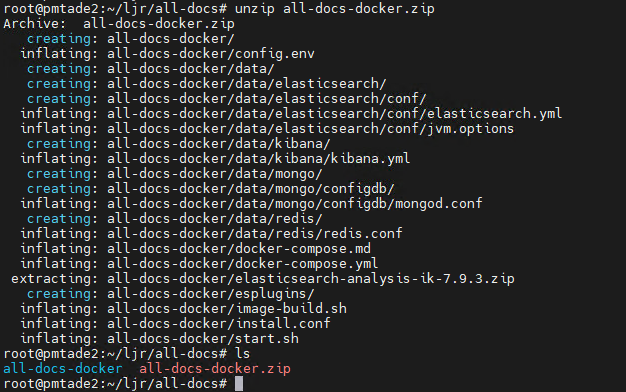 root@pmtade2:~/ljr/all-docs# unzip all-docs-docker.zip
Archive:  all-docs-docker.zip
   creating: all-docs-docker/
  inflating: all-docs-docker/config.env
   creating: all-docs-docker/data/
   creating: all-docs-docker/data/elasticsearch/
   creating: all-docs-docker/data/elasticsearch/conf/
  inflating: all-docs-docker/data/elasticsearch/conf/elasticsearch.yml
  inflating: all-docs-docker/data/elasticsearch/conf/jvm.options
   creating: all-docs-docker/data/kibana/
  inflating: all-docs-docker/data/kibana/kibana.yml
   creating: all-docs-docker/data/mongo/
   creating: all-docs-docker/data/mongo/configdb/
  inflating: all-docs-docker/data/mongo/configdb/mongod.conf
   creating: all-docs-docker/data/redis/
  inflating: all-docs-docker/data/redis/redis.conf
  inflating: all-docs-docker/docker-compose.md
  inflating: all-docs-docker/docker-compose.yml
 extracting: all-docs-docker/elasticsearch-analysis-ik-7.9.3.zip
   creating: all-docs-docker/esplugins/
  inflating: all-docs-docker/image-build.sh
  inflating: all-docs-docker/install.conf
  inflating: all-docs-docker/start.sh
root@pmtade2:~/ljr/all-docs# ls
all-docs-docker  all-docs-docker.zip
root@pmtade2:~/ljr/all-docs#